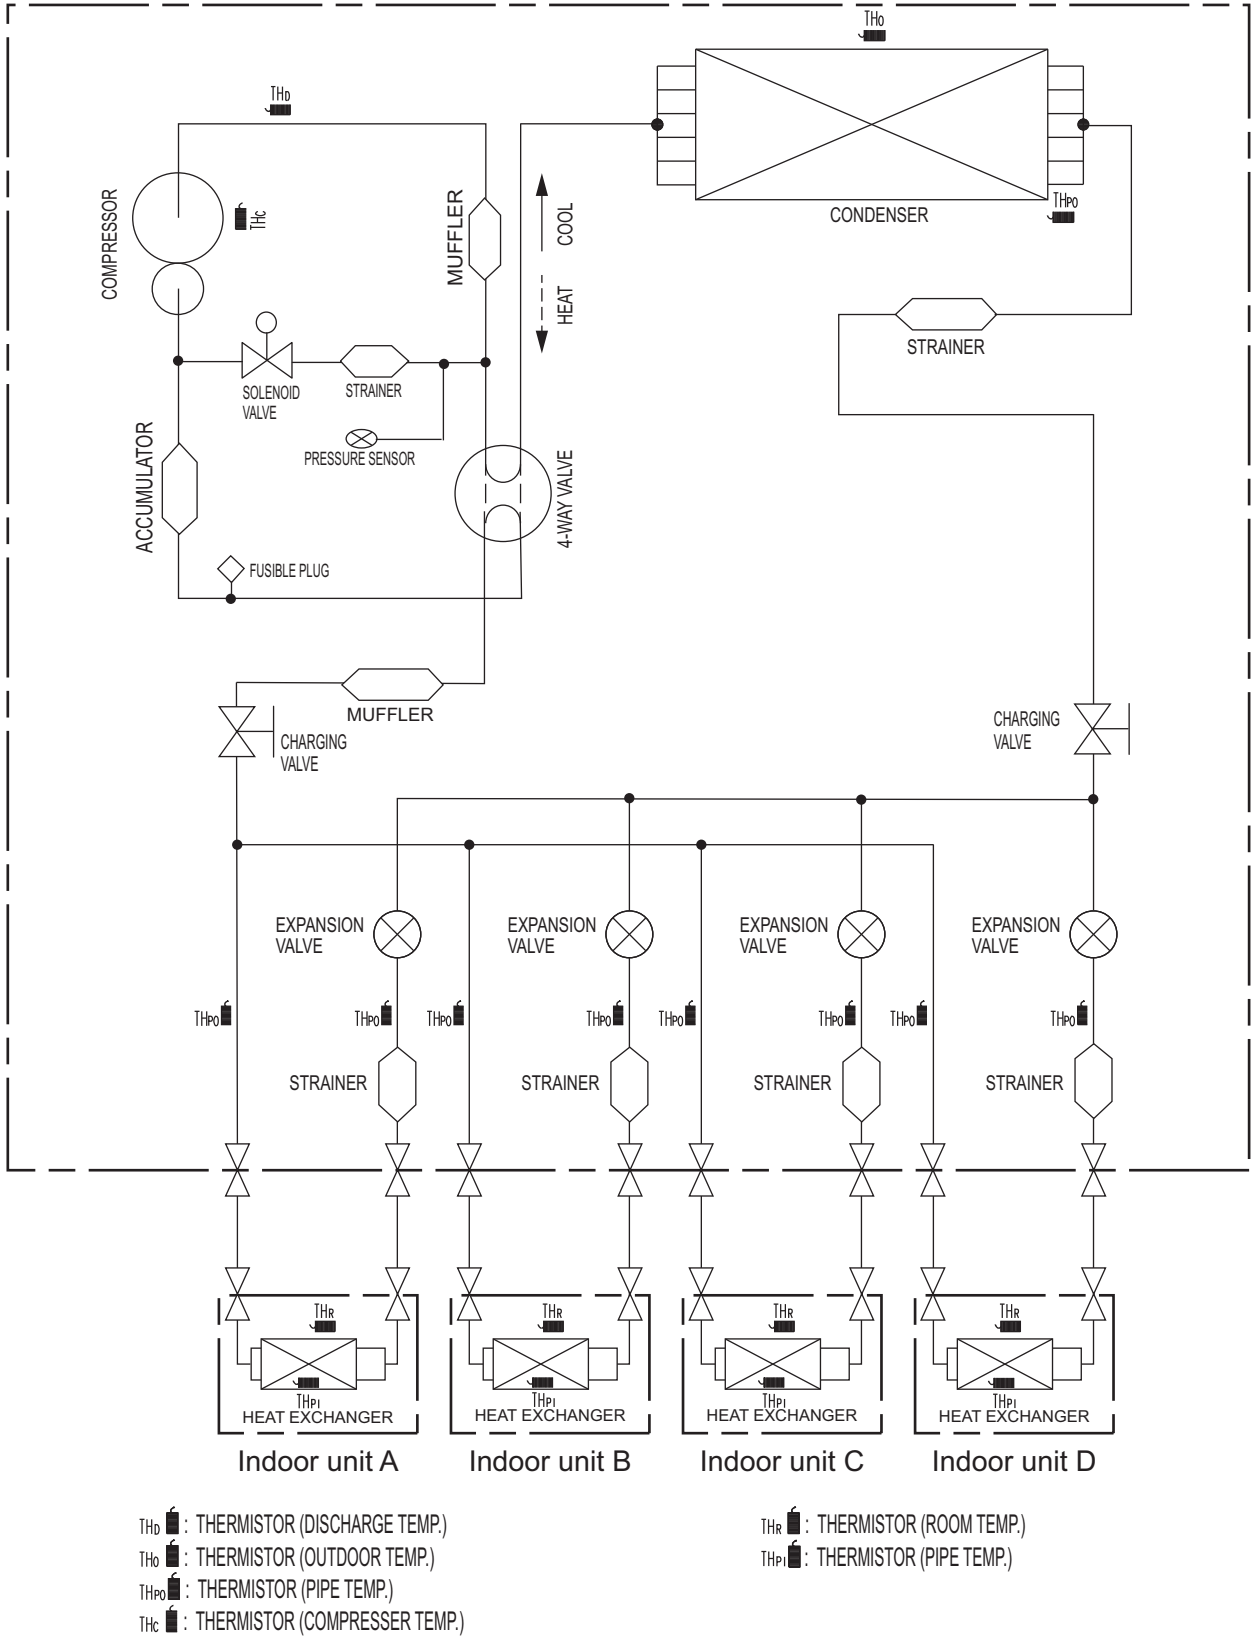 THO
THD
COMPRESSOR
THC
MUFFLER
COOL
HEAT
CONDENSER
THPO
STRAINER
SOLENOID
VALVE
STRAINER
PRESSURE SENSOR
ACCUMULATOR
4-WAY VALVE
FUSIBLE PLUG
MUFFLER
CHARGING
VALVE
CHARGING
VALVE
EXPANSION
VALVE
EXPANSION
VALVE
EXPANSION
VALVE
EXPANSION
VALVE
THPO THPO THPO THPO THPO THPO THPO THPO
STRAINER STRAINER STRAINER STRAINER
THR THR THR THR
THPI THPI THPI THPI
HEAT EXCHANGER HEAT EXCHANGER HEAT EXCHANGER HEAT EXCHANGER
Indoor unit A Indoor unit B Indoor unit C Indoor unit D
THD : THERMISTOR (DISCHARGE TEMP.)
THO : THERMISTOR (OUTDOOR TEMP.)
THPO : THERMISTOR (PIPE TEMP.)
THC : THERMISTOR (COMPRESSER TEMP.)
THR : THERMISTOR (ROOM TEMP.)
THPI : THERMISTOR (PIPE TEMP.)